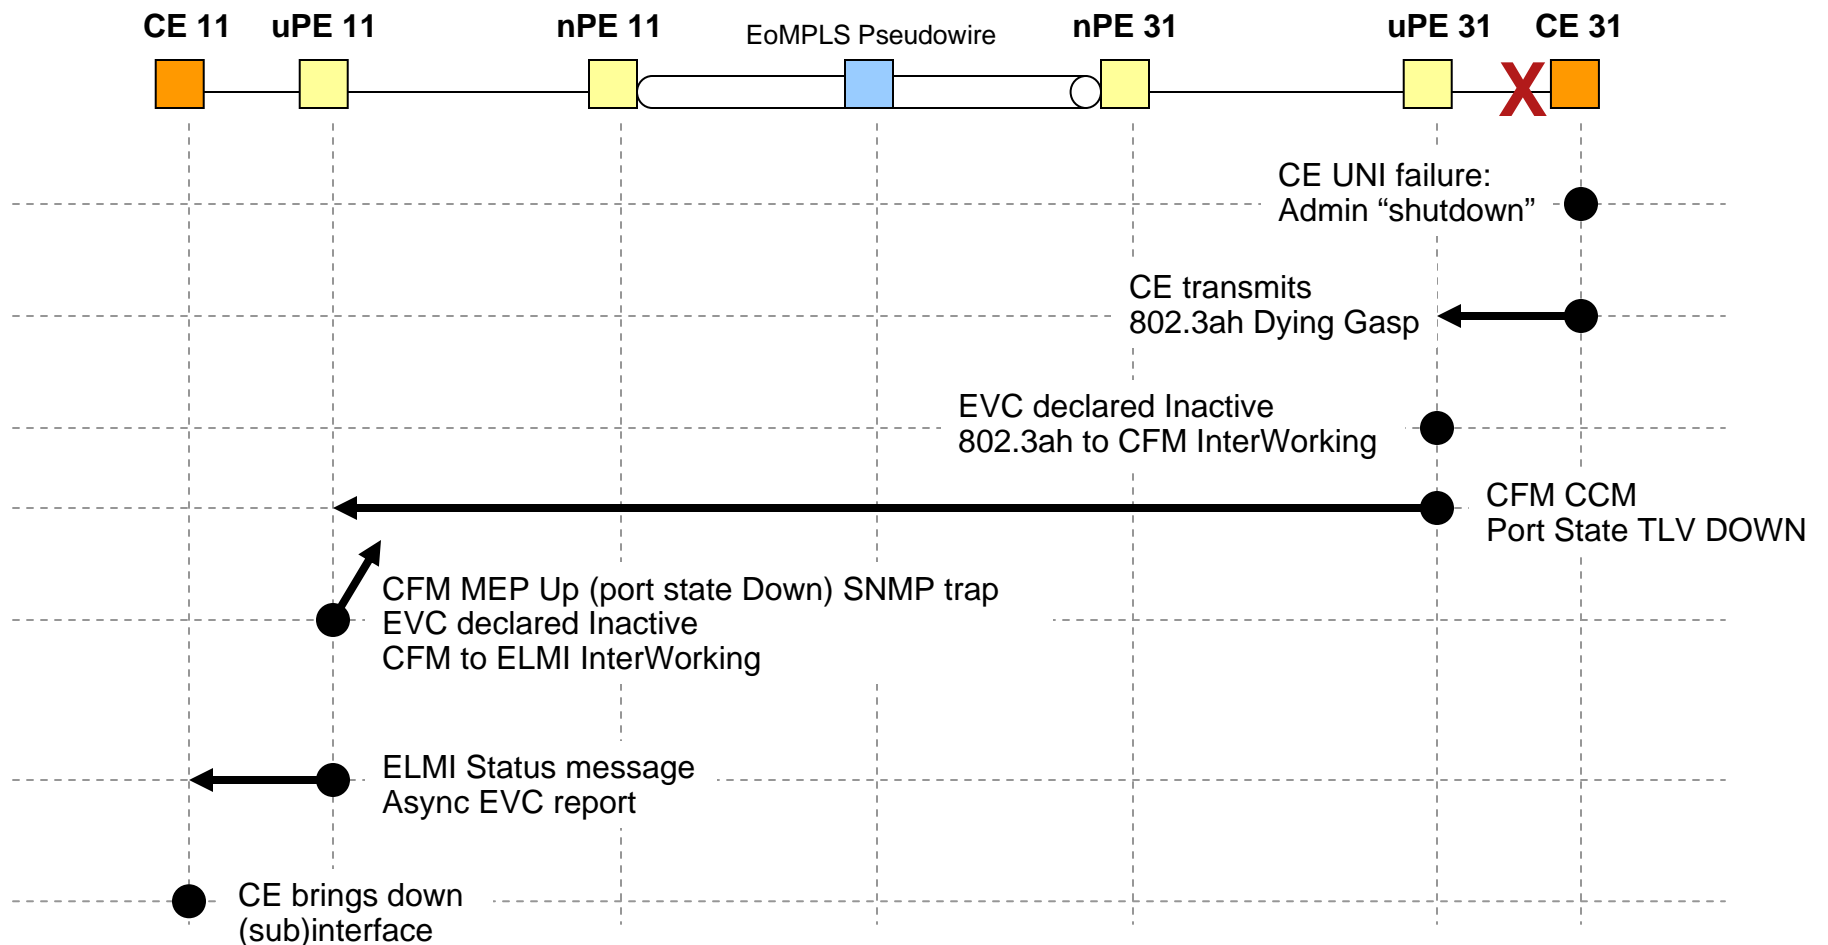 CE 11 uPE 11 nPE 11 EoMPLS Pseudowire nPE 31 uPE 31 CE 31
X
CE UNI failure:
Admin “shutdown”
CE transmits
802.3ah Dying Gasp
EVC declared Inactive
802.3ah to CFM InterWorking
CFM CCM
Port State TLV DOWN
CFM MEP Up (port state Down) SNMP trap
EVC declared Inactive
CFM to ELMI InterWorking
ELMI Status message
Async EVC report
CE brings down
(sub)interface